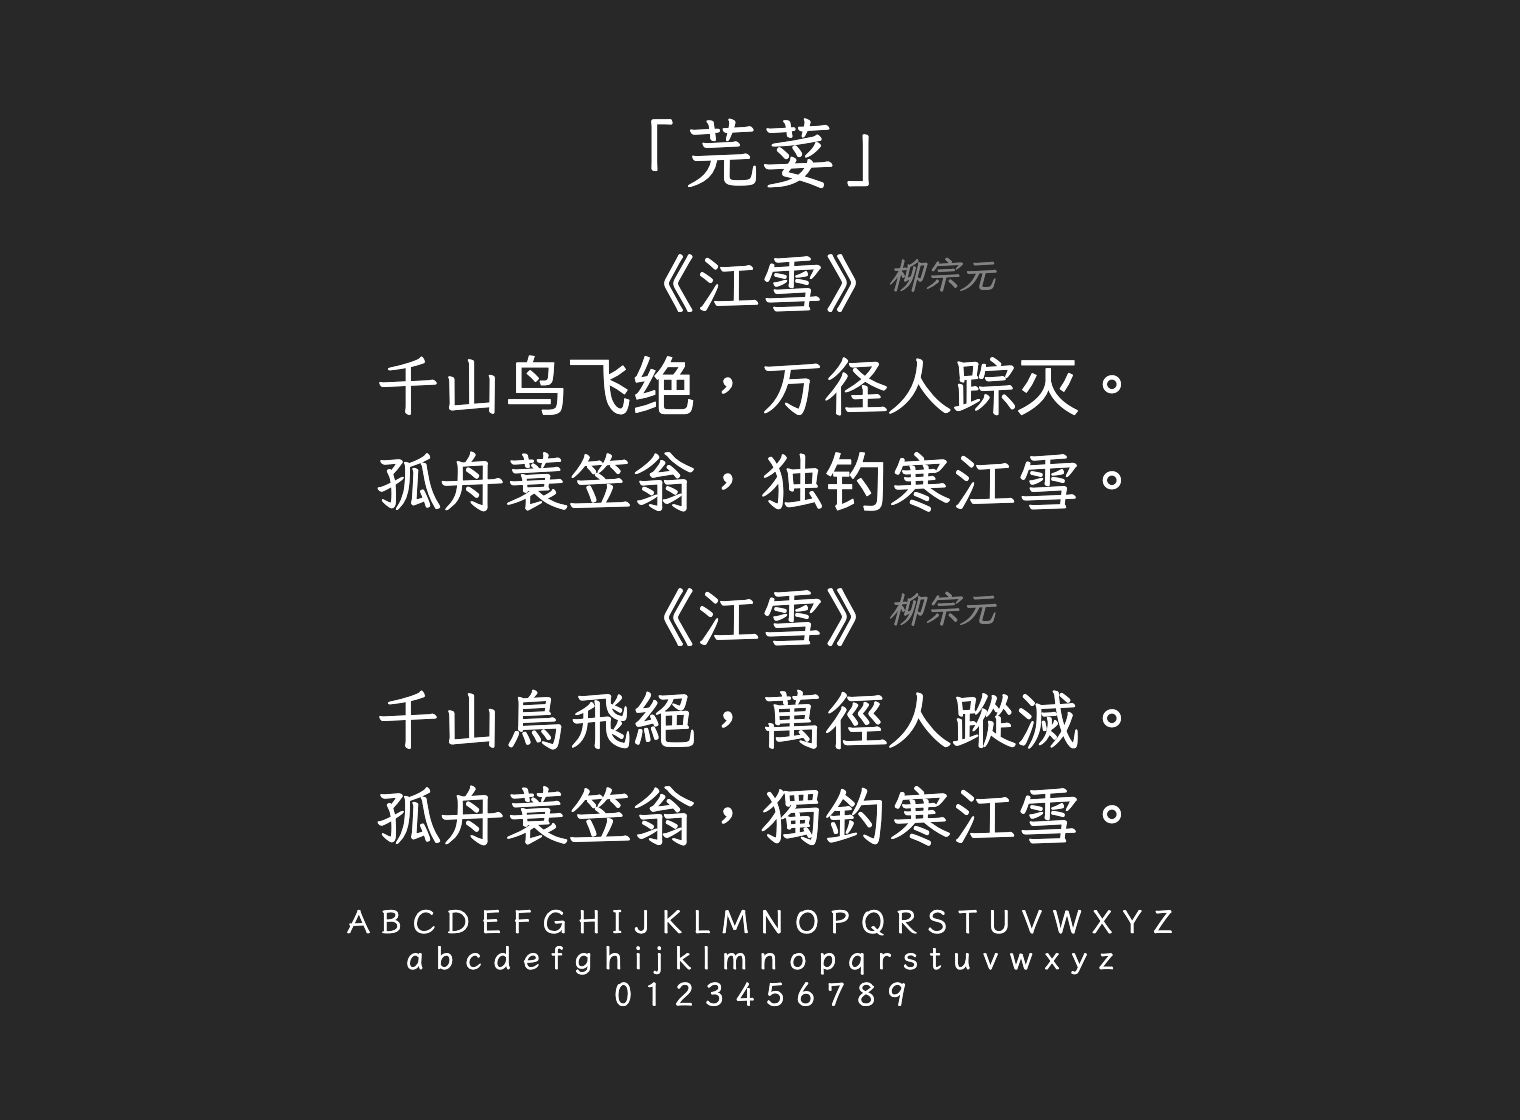 「芫荽」
《江雪》柳宗元
千山鸟飞绝，万径人踪灭。
孤舟蓑笠翁，独钓寒江雪。
《江雪》柳宗元
千山鳥飛絕，萬徑人蹤滅。
孤舟蓑笠翁，獨釣寒江雪。
A B C D E F G H I J K L M N O P Q R S T U V W X Y Z
a b c d e f g h i j k l m n o p q r s t u v w x y z
0 1 2 3 4 5 6 7 8 9